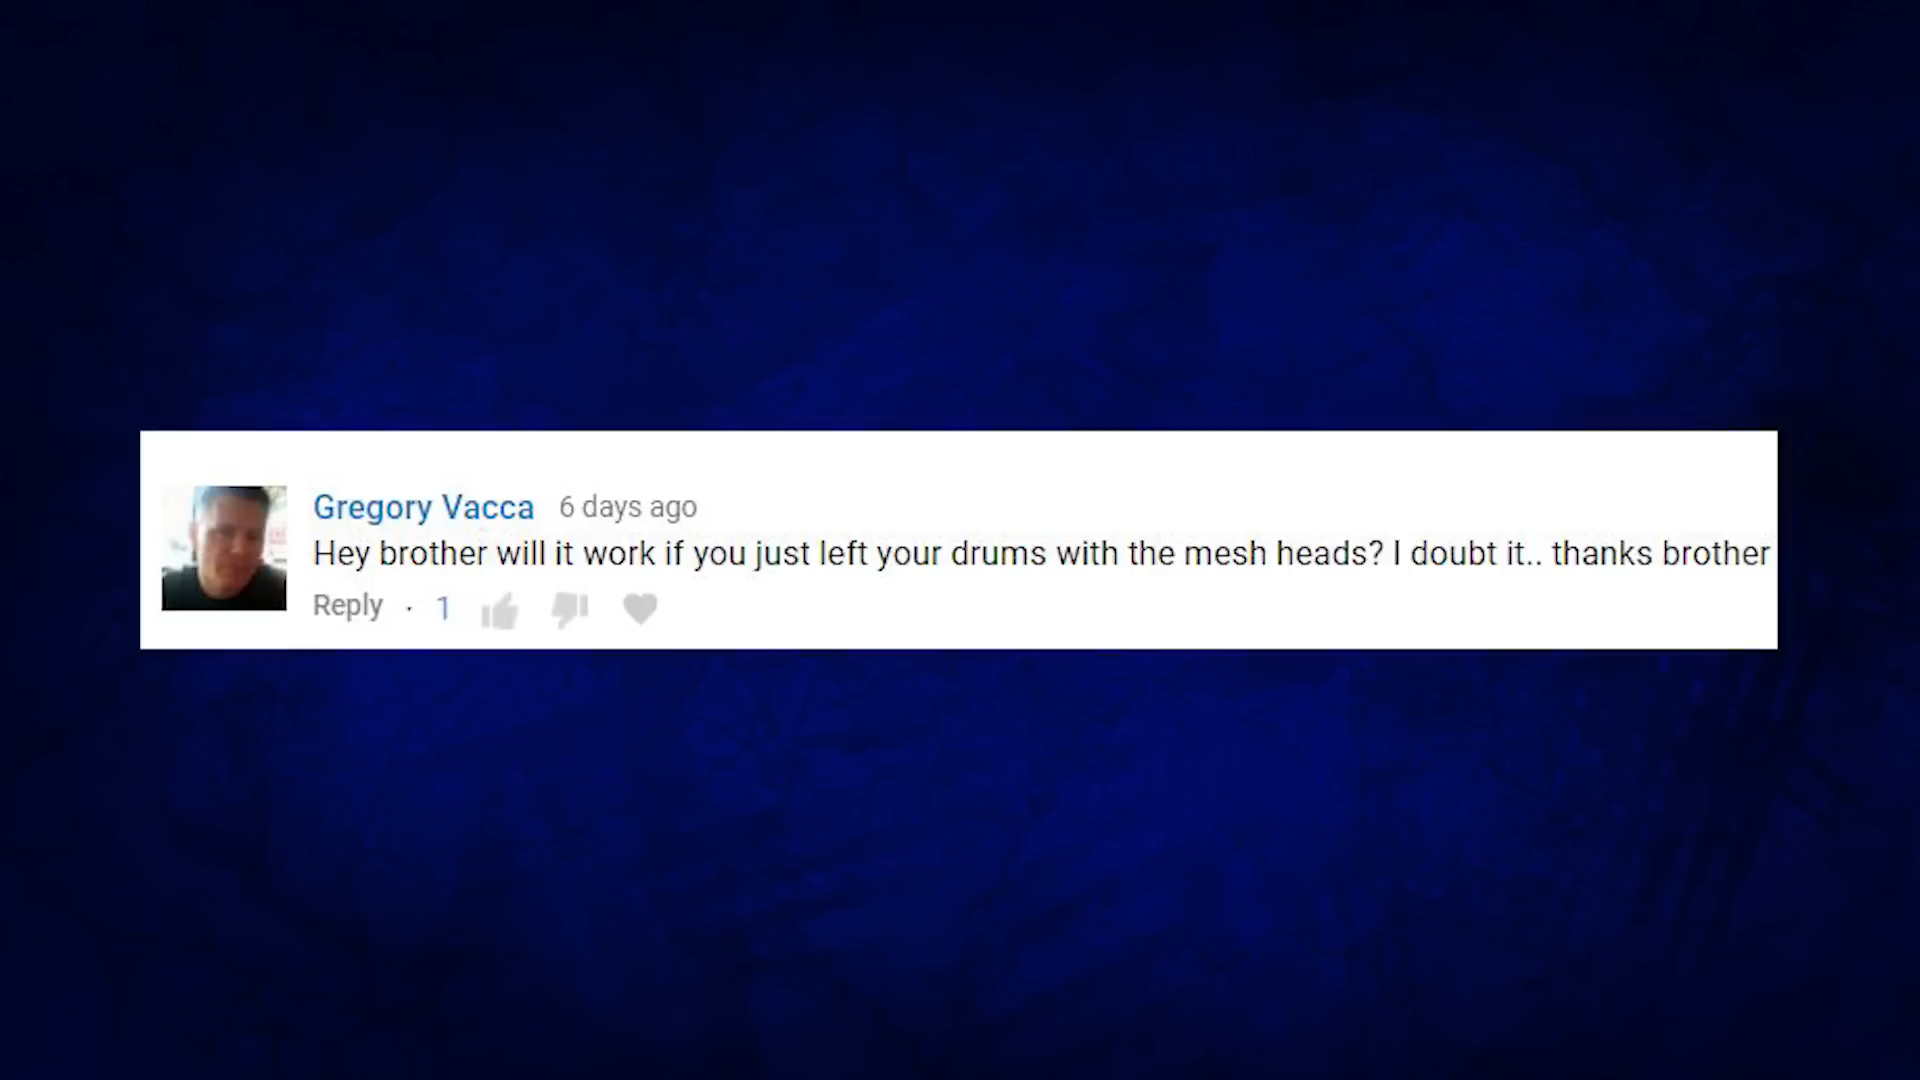 Gregory Vacca 6 days ago
Hey brother will it work if you just left your drums with the mesh heads? I doubt it.. thanks brother
Reply · 1